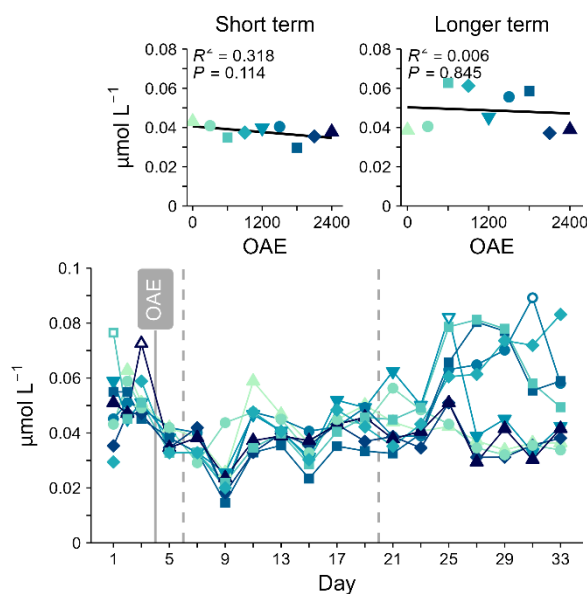 Short term
Longer term
R² = 0.318
P = 0.114
R² = 0.006
P = 0.845
µmol L⁻¹
0.08
0.06
0.04
0.02
0
0.08
0.06
0.04
0.02
0
0 1200 2400
0 1200 2400
OAE
OAE
OAE
µmol L⁻¹
0.1
0.08
0.06
0.04
0.02
0
1 5 9 13 17 21 25 29 33
Day